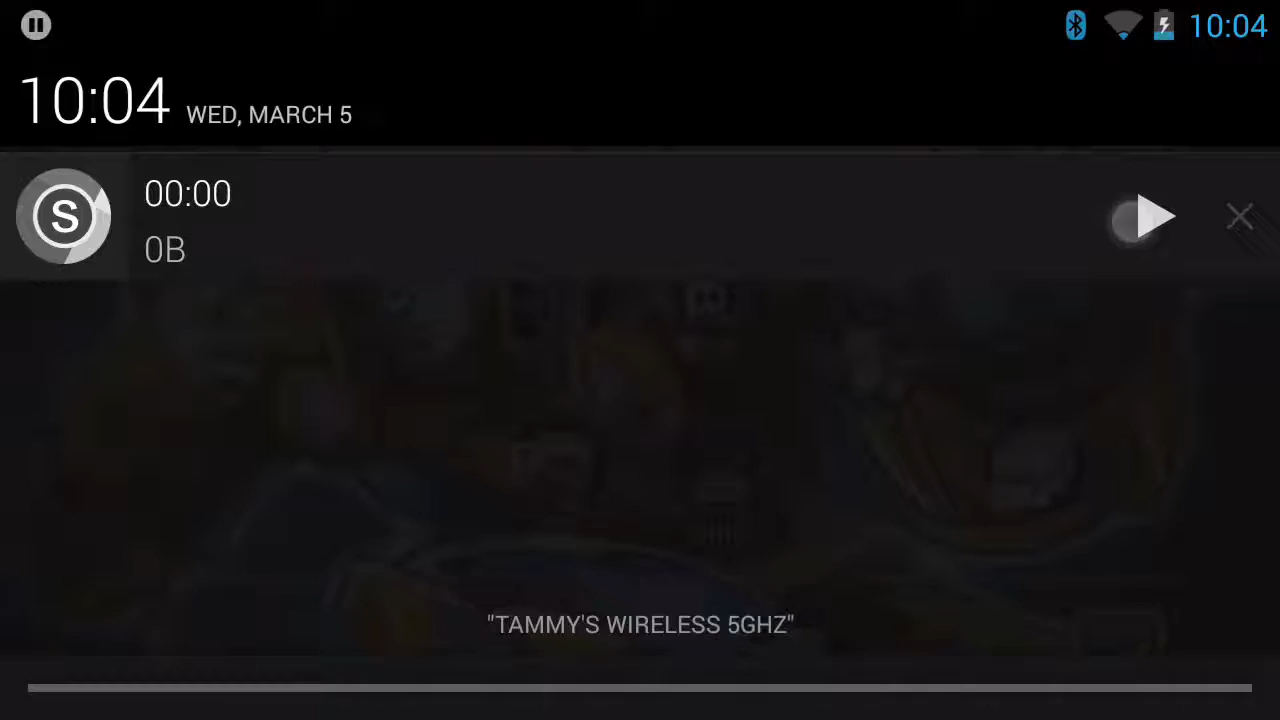 10:04
10:04 WED, MARCH 5
S
00:00
0B
"TAMMY'S WIRELESS 5GHZ"